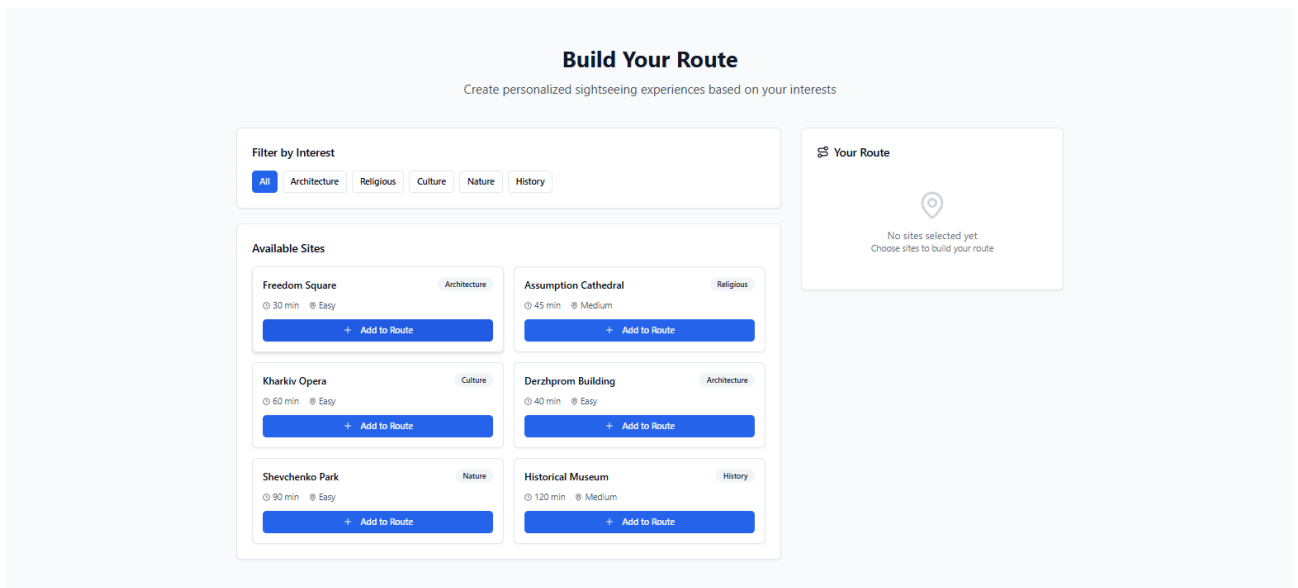 Build Your Route
Create personalized sightseeing experiences based on your interests
Filter by Interest
All Architecture Religious Culture Nature History
Available Sites
Freedom Square Architecture
30 min Easy
+ Add to Route
Assumption Cathedral Religious
45 min Medium
+ Add to Route
Kharkiv Opera Culture
60 min Easy
+ Add to Route
Derzhprom Building Architecture
40 min Easy
+ Add to Route
Shevchenko Park Nature
90 min Easy
+ Add to Route
Historical Museum History
120 min Medium
+ Add to Route
Your Route
No sites selected yet
Choose sites to build your route